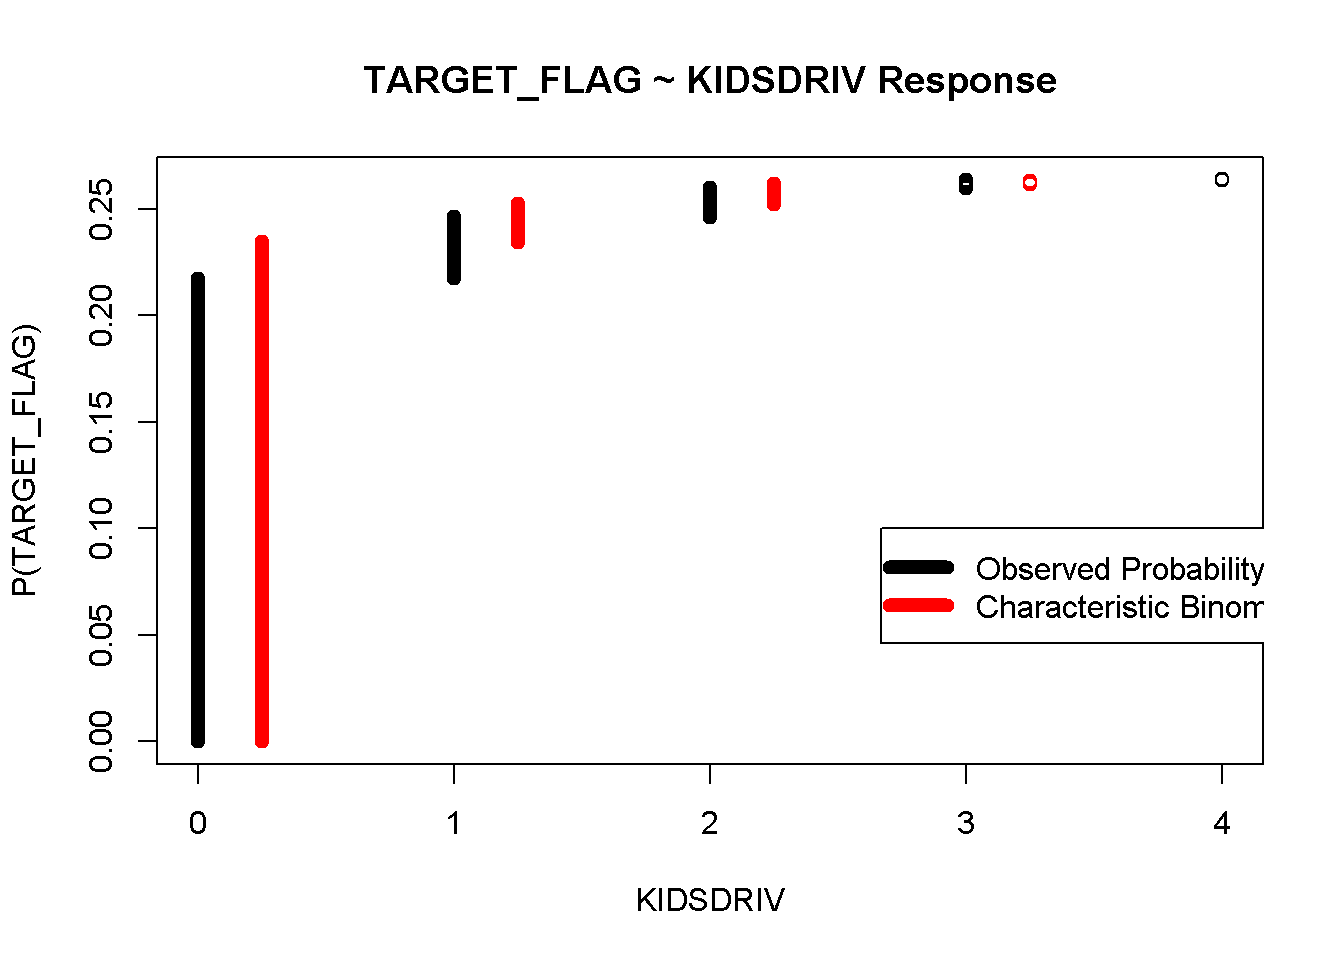 TARGET_FLAG ~ KIDSDRIV Response
P(TARGET_FLAG)
0.25
0.20
0.15
0.10
0.05
0.00
Observed Probability
Characteristic Binom
0 1 2 3 4
KIDSDRIV